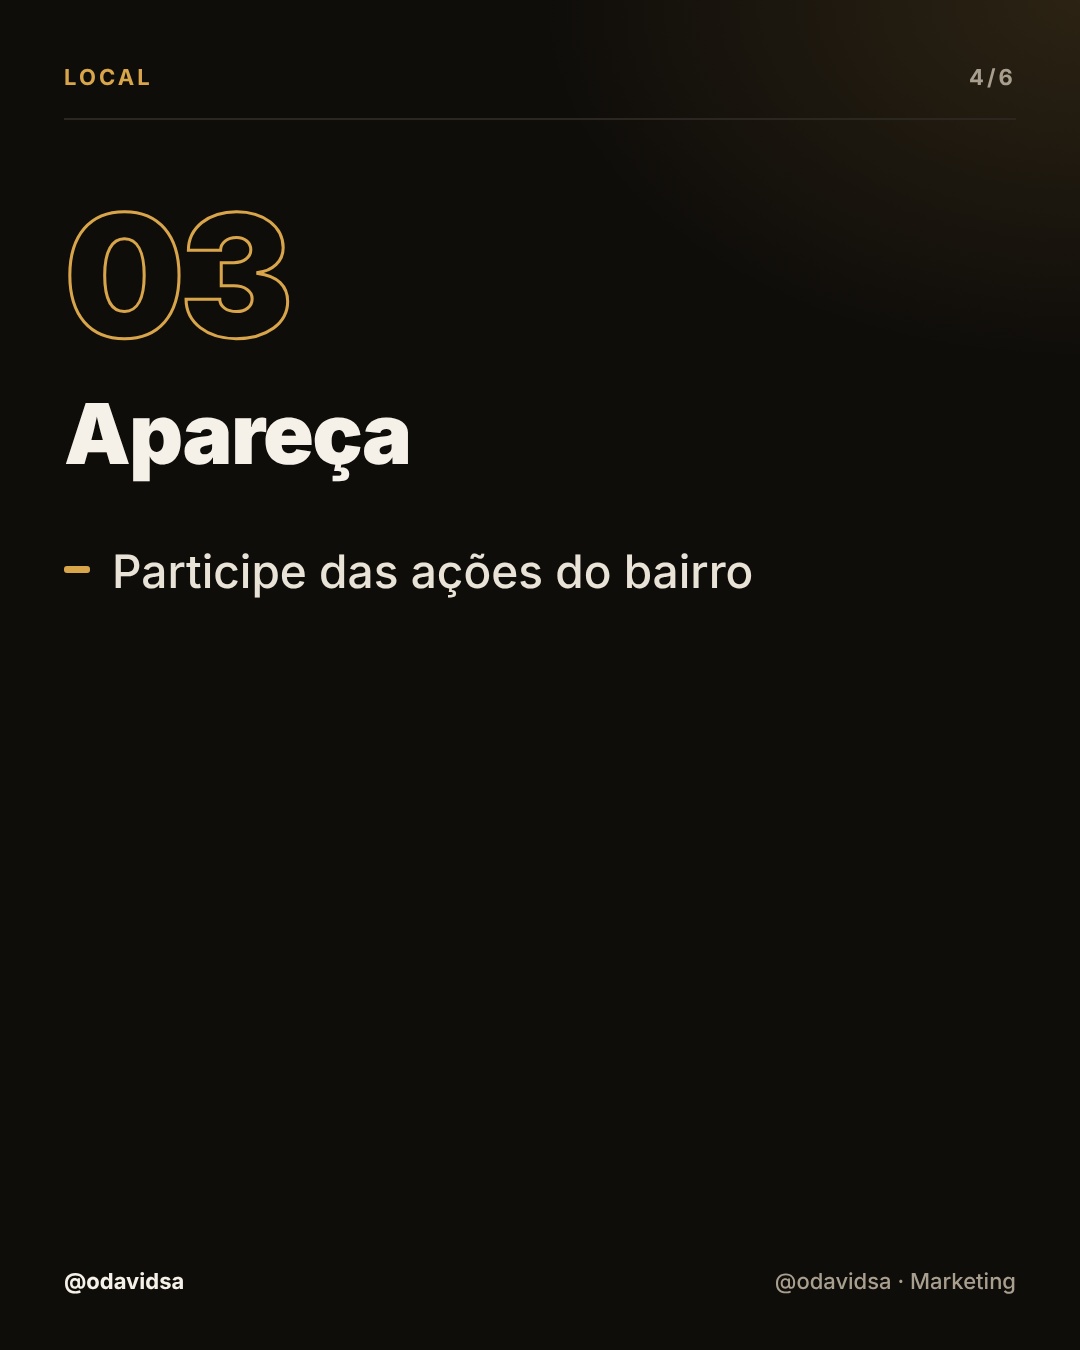 LOCAL
4/6
03
Apareça
Participe das ações do bairro
@odavidsa
@odavidsa · Marketing